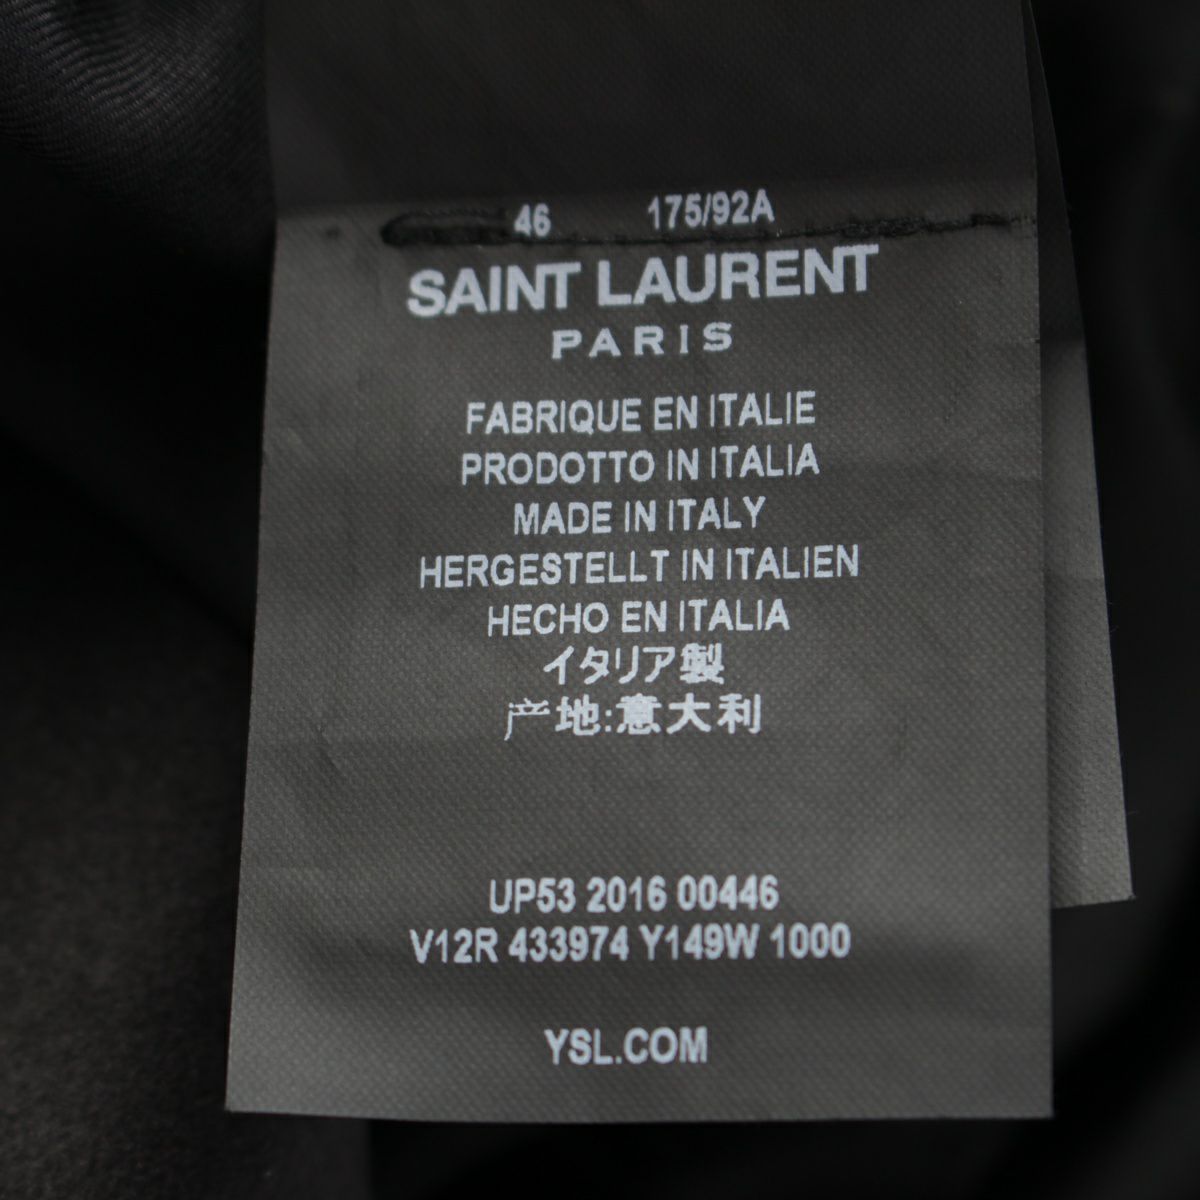 46 175/92A
SAINT LAURENT
PARIS
FABRIQUE EN ITALIE
PRODOTTO IN ITALIA
MADE IN ITALY
HERGESTELLT IN ITALIEN
HECHO EN ITALIA
イタリア製
产地:意大利
UP53 2016 00446
V12R 433974 Y149W 1000
YSL.COM